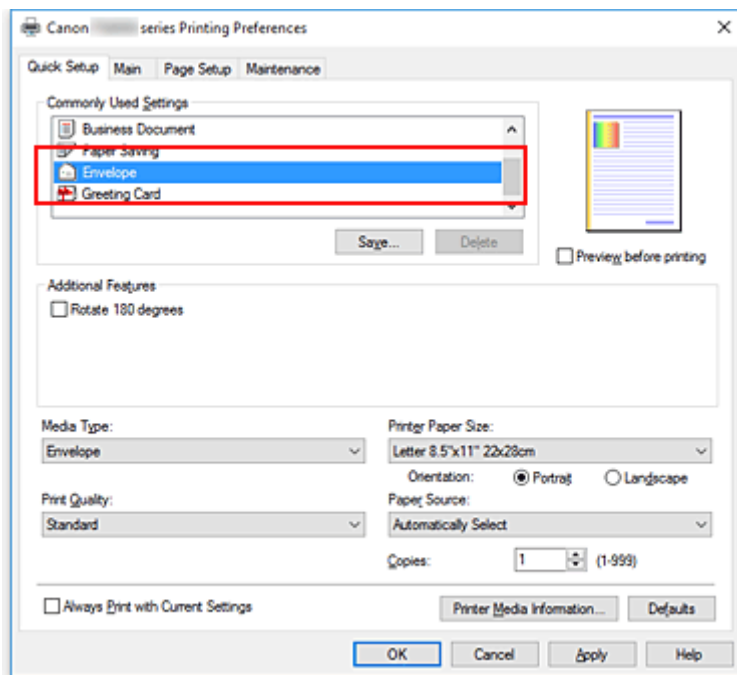 Canon series Printing Preferences
Quick Setup Main Page Setup Maintenance
Commonly Used Settings
Business Document
Paper Saving
Envelope
Greeting Card
Save... Delete
Preview before printing
Additional Features
Rotate 180 degrees
Media Type: Printer Paper Size:
Envelope Letter 8.5"x11" 22x28cm
Orientation: Portrait Landscape
Print Quality: Paper Source:
Standard Automatically Select
Copies: 1 (1-999)
Always Print with Current Settings Printer Media Information... Defaults
OK Cancel Apply Help